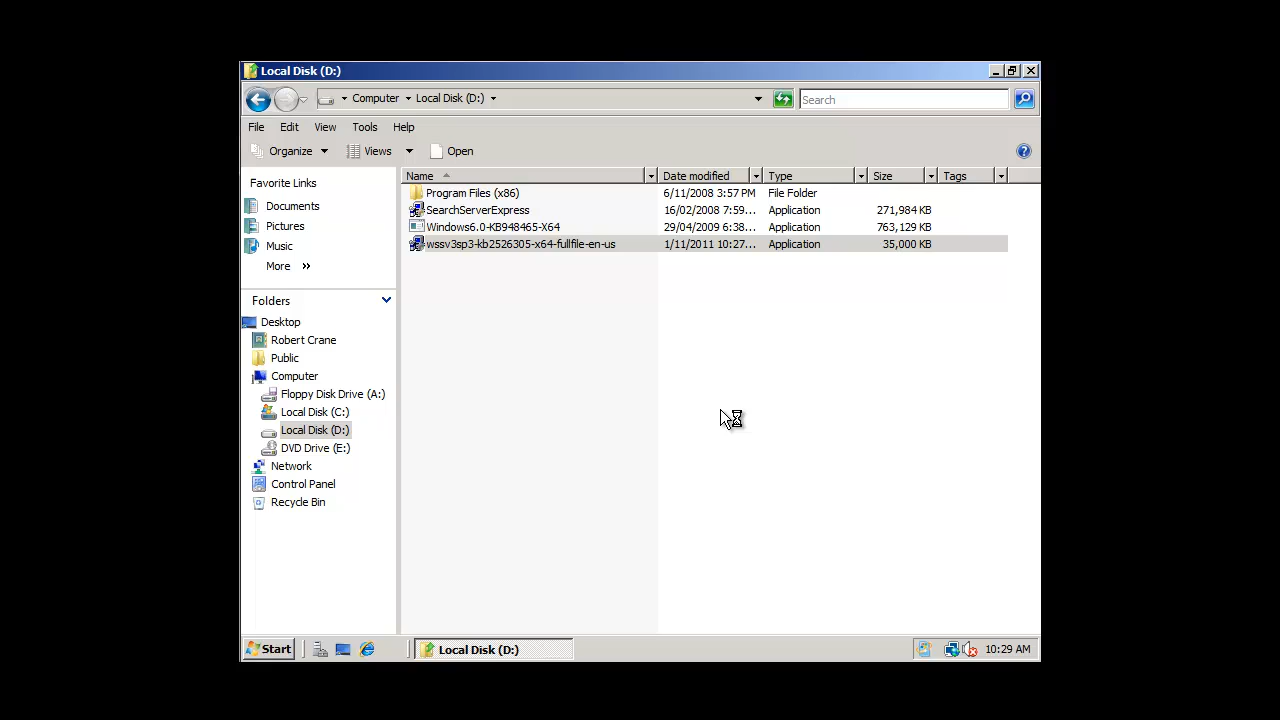 Local Disk (D:)
Computer Local Disk (D:) Search
File Edit View Tools Help
Organize Views Open
Favorite Links Name Date modified Type Size Tags
Program Files (x86) 6/11/2008 3:57 PM File Folder
Documents SearchServerExpress 16/02/2008 7:59... Application 271,984 KB
Pictures Windows6.0-KB948465-X64 29/04/2009 6:38... Application 763,129 KB
Music wssv3sp3-kb2526305-x64-fullfile-en-us 1/11/2011 10:27... Application 35,000 KB
More »
Folders
Desktop
Robert Crane
Public
Computer
Floppy Disk Drive (A:)
Local Disk (C:)
Local Disk (D:)
DVD Drive (E:)
Network
Control Panel
Recycle Bin
Start Local Disk (D:) 10:29 AM